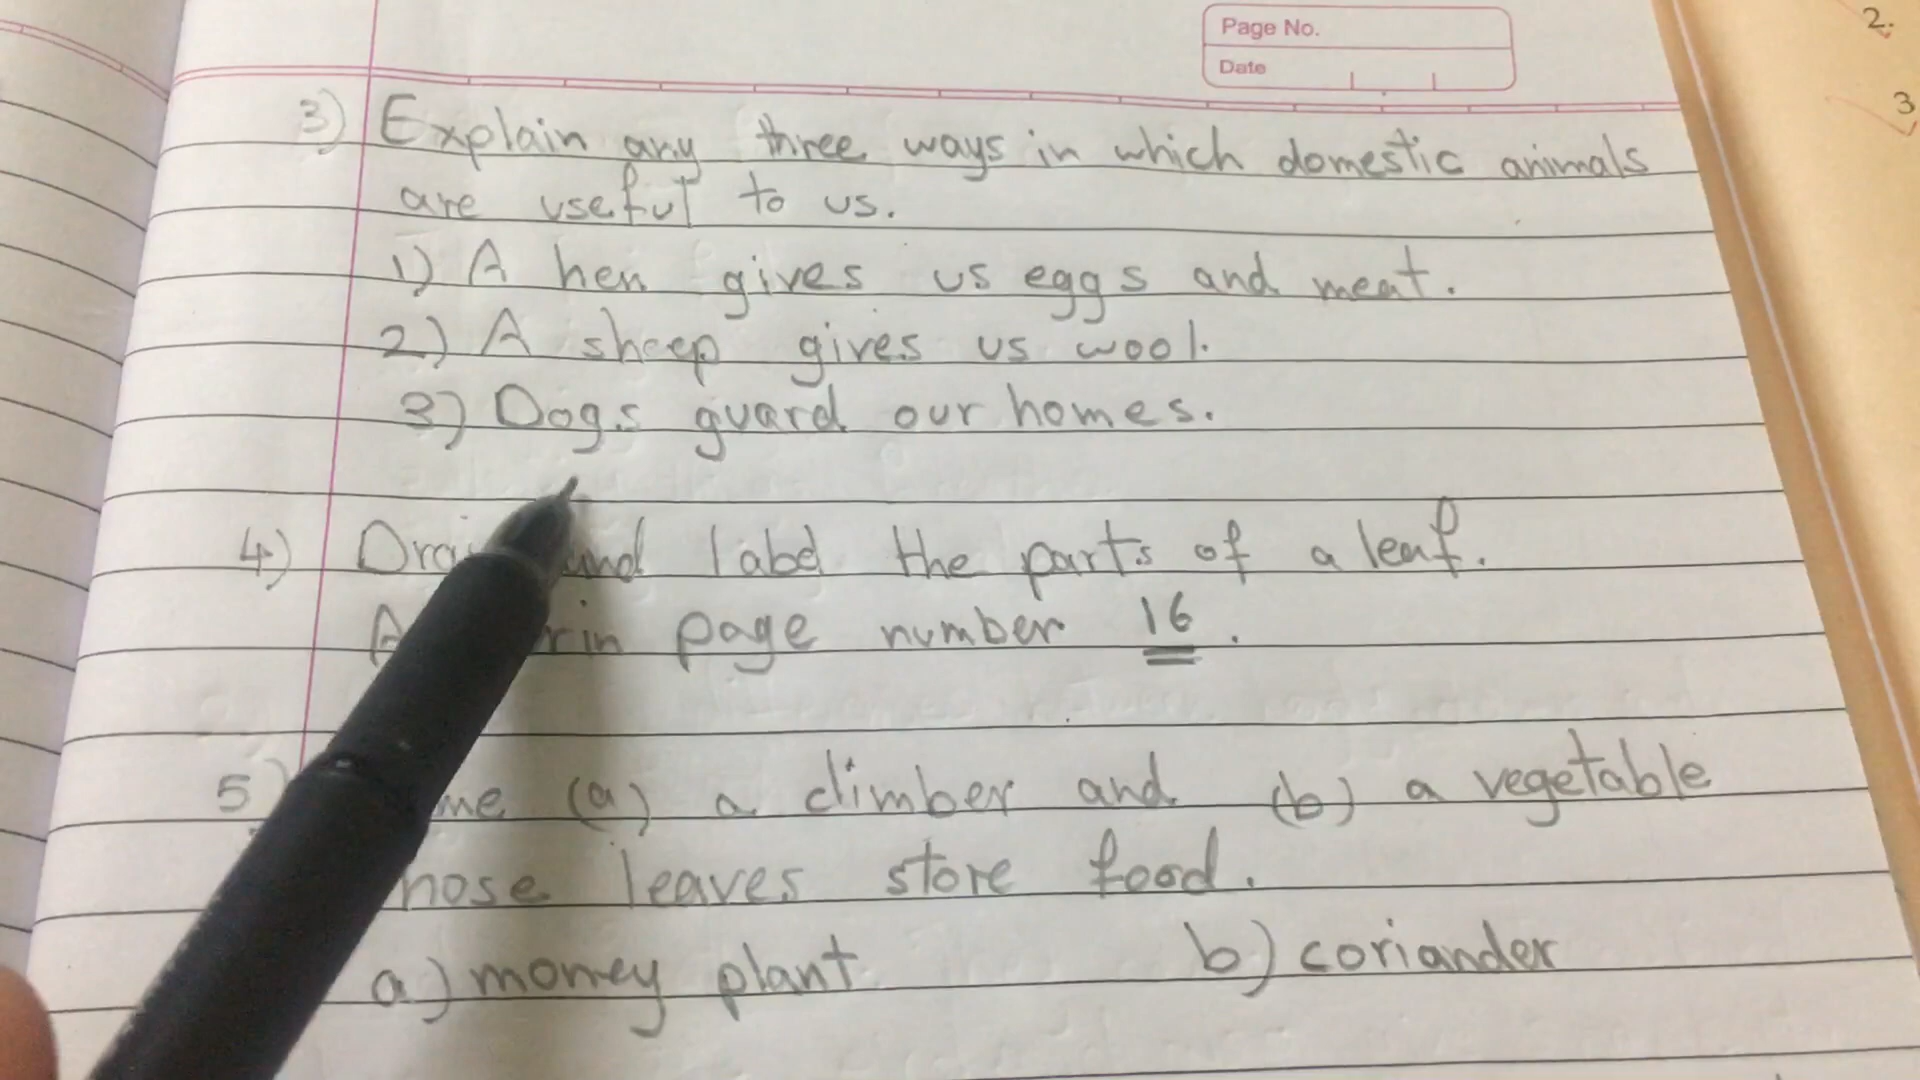 Page No.
Date
2.
3
3) Explain any three ways in which domestic animals
are useful to us.
1) A hen gives us eggs and meat.
2) A sheep gives us wool.
3) Dogs guard our homes.
4) and label the parts of a leaf.
in page number 16.
5) (a) a climber and (b) a vegetable
leaves store food.
a) money plant b) coriander